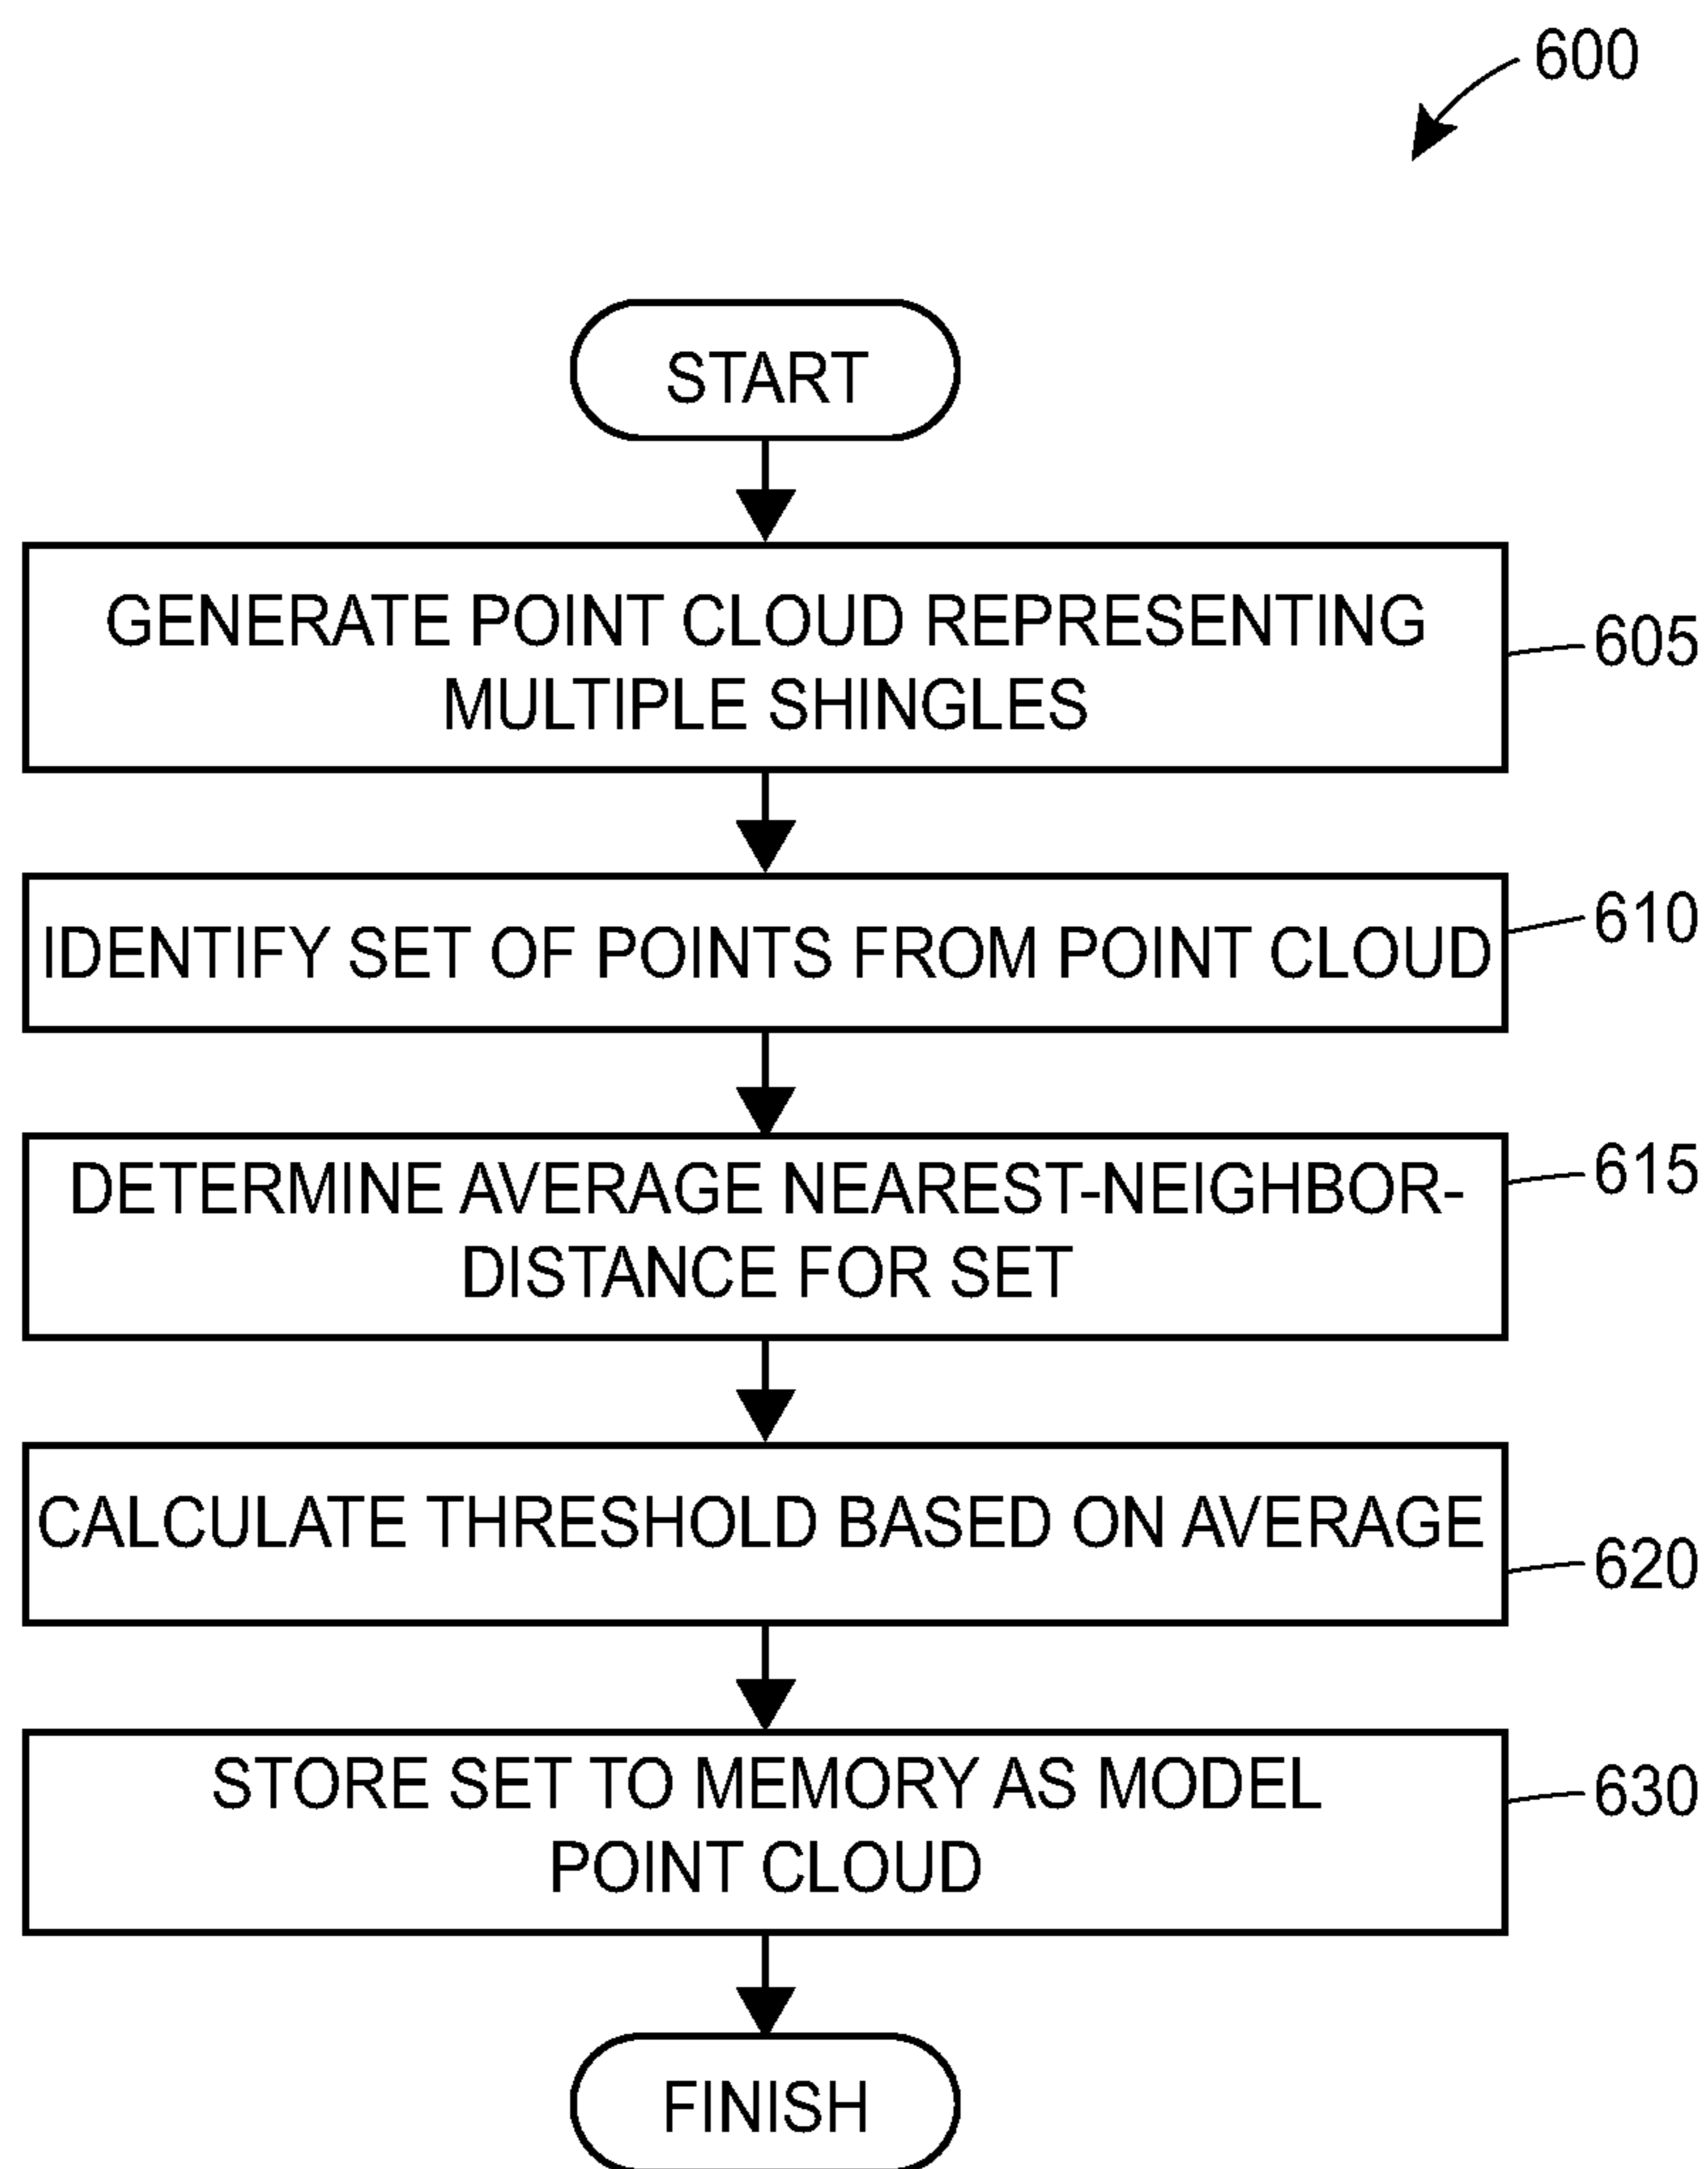 600
START
GENERATE POINT CLOUD REPRESENTING
MULTIPLE SHINGLES
605
IDENTIFY SET OF POINTS FROM POINT CLOUD
610
DETERMINE AVERAGE NEAREST-NEIGHBOR-
DISTANCE FOR SET
615
CALCULATE THRESHOLD BASED ON AVERAGE
620
STORE SET TO MEMORY AS MODEL
POINT CLOUD
630
FINISH